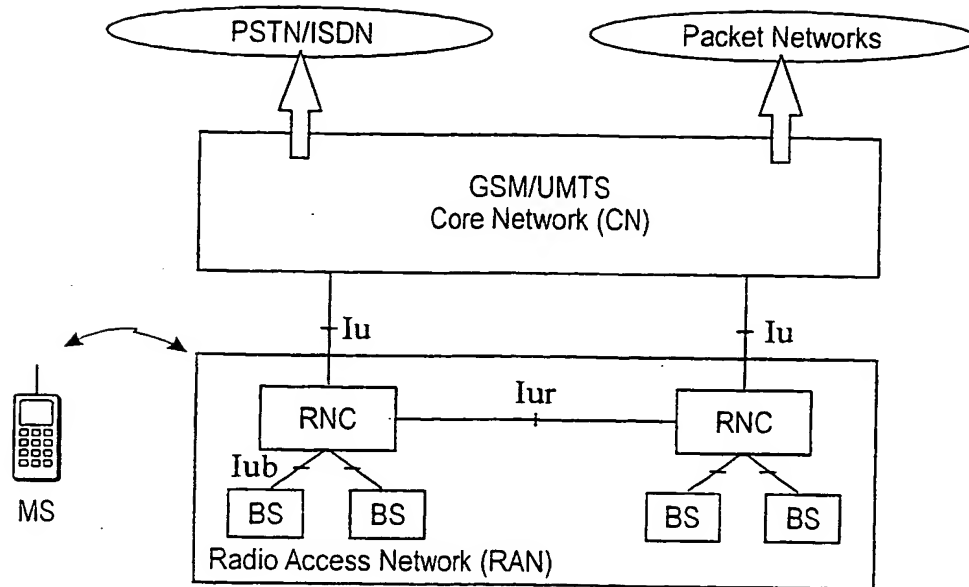 PSTN/ISDN
Packet Networks
GSM/UMTS
Core Network (CN)
Iu
Iu
RNC
Iur
RNC
Iub
BS
BS
BS
BS
MS
Radio Access Network (RAN)